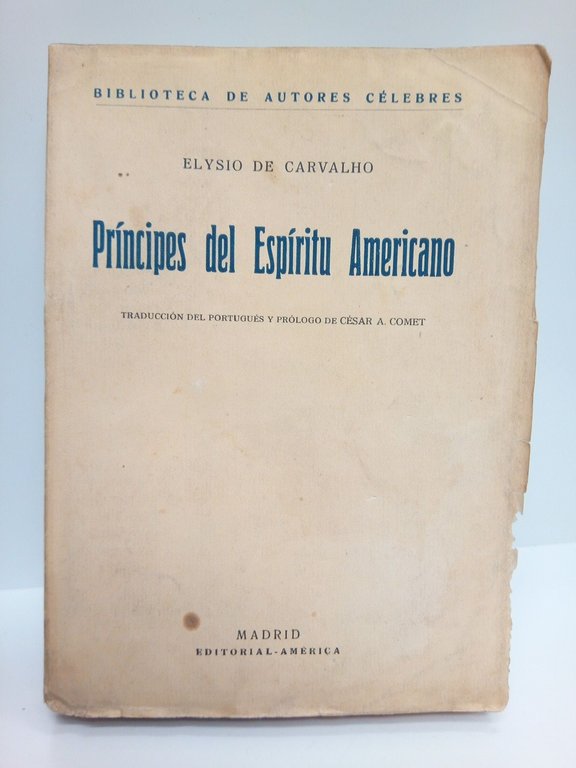 BIBLIOTECA DE AUTORES CÉLEBRES
ELYSIO DE CARVALHO
Príncipes del Espíritu Americano
TRADUCCIÓN DEL PORTUGUÉS Y PRÓLOGO DE CÉSAR A. COMET
MADRID
EDITORIAL-AMÉRICA